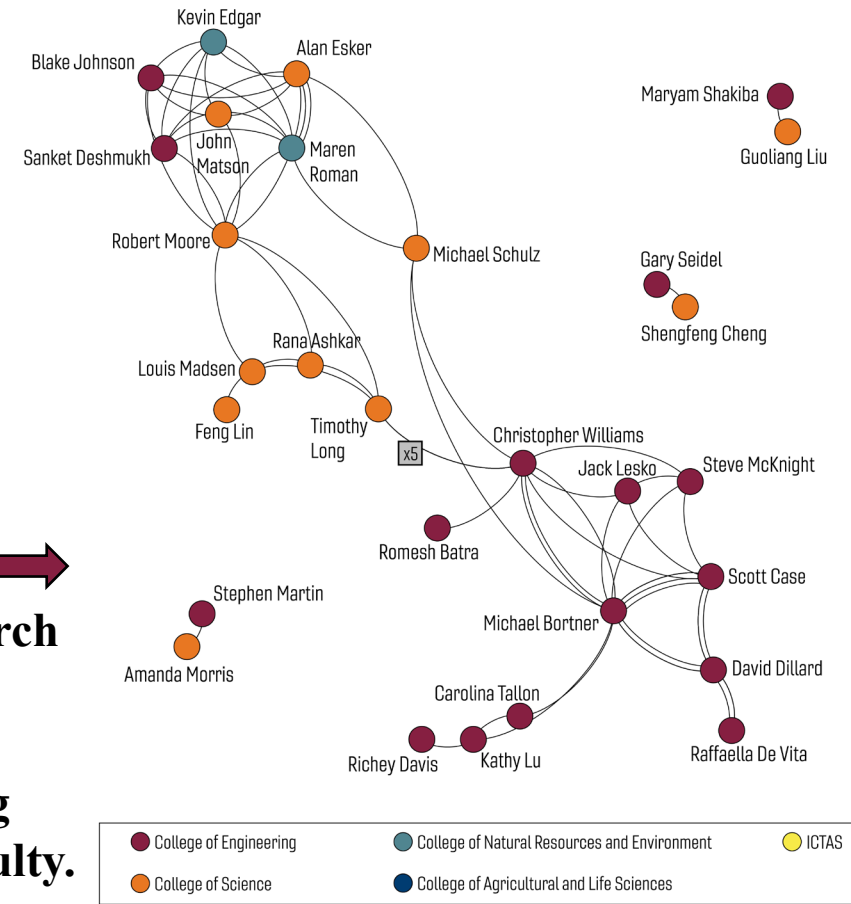 Kevin Edgar
Alan Esker
Blake Johnson
Maryam Shakiba
John
Matson
Maren
Roman
Sanket Deshmukh
Guoliang Liu
Robert Moore
Michael Schulz
Gary Seidel
Shengfeng Cheng
Rana Ashkar
Louis Madsen
Feng Lin
Timothy
Long
x5
Christopher Williams
Jack Lesko
Steve McKnight
Romesh Batra
Scott Case
Stephen Martin
rch
Michael Bortner
Amanda Morris
David Dillard
Carolina Tallon
Richey Davis
Kathy Lu
Raffaella De Vita
g
ulty.
College of Engineering
College of Natural Resources and Environment
ICTAS
College of Science
College of Agricultural and Life Sciences